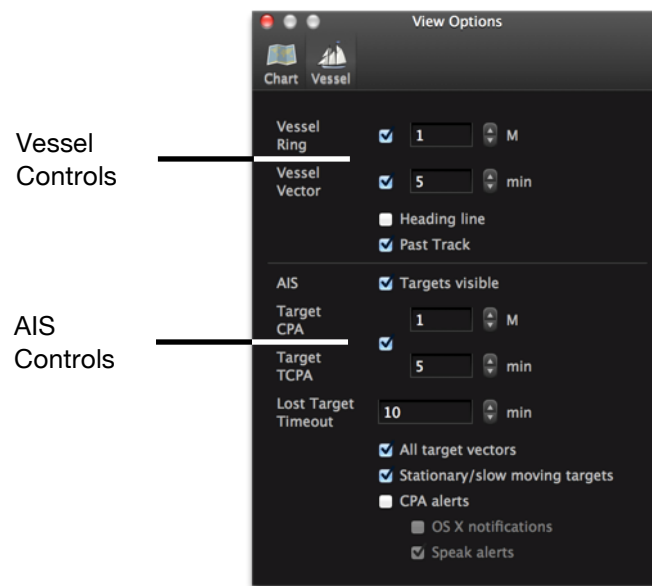 View Options
Chart Vessel
Vessel
Ring
1
M
Vessel
Controls
Vessel
Vector
5
min
Heading line
Past Track
AIS
Targets visible
AIS
Controls
Target
CPA
1
M
Target
TCPA
5
min
Lost Target
Timeout
10
min
All target vectors
Stationary/slow moving targets
CPA alerts
OS X notifications
Speak alerts